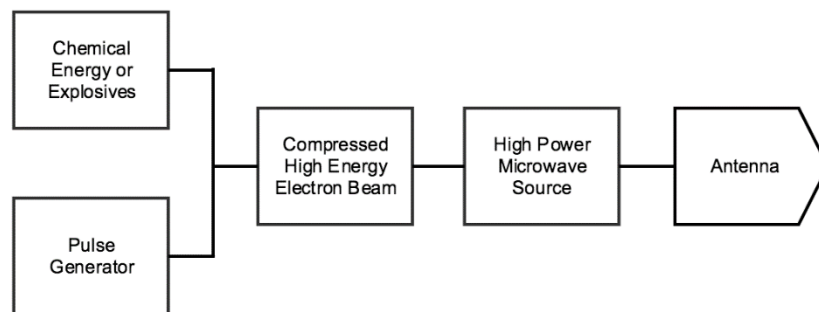 Chemical
Energy or
Explosives
Pulse
Generator
Compressed
High Energy
Electron Beam
High Power
Microwave
Source
Antenna